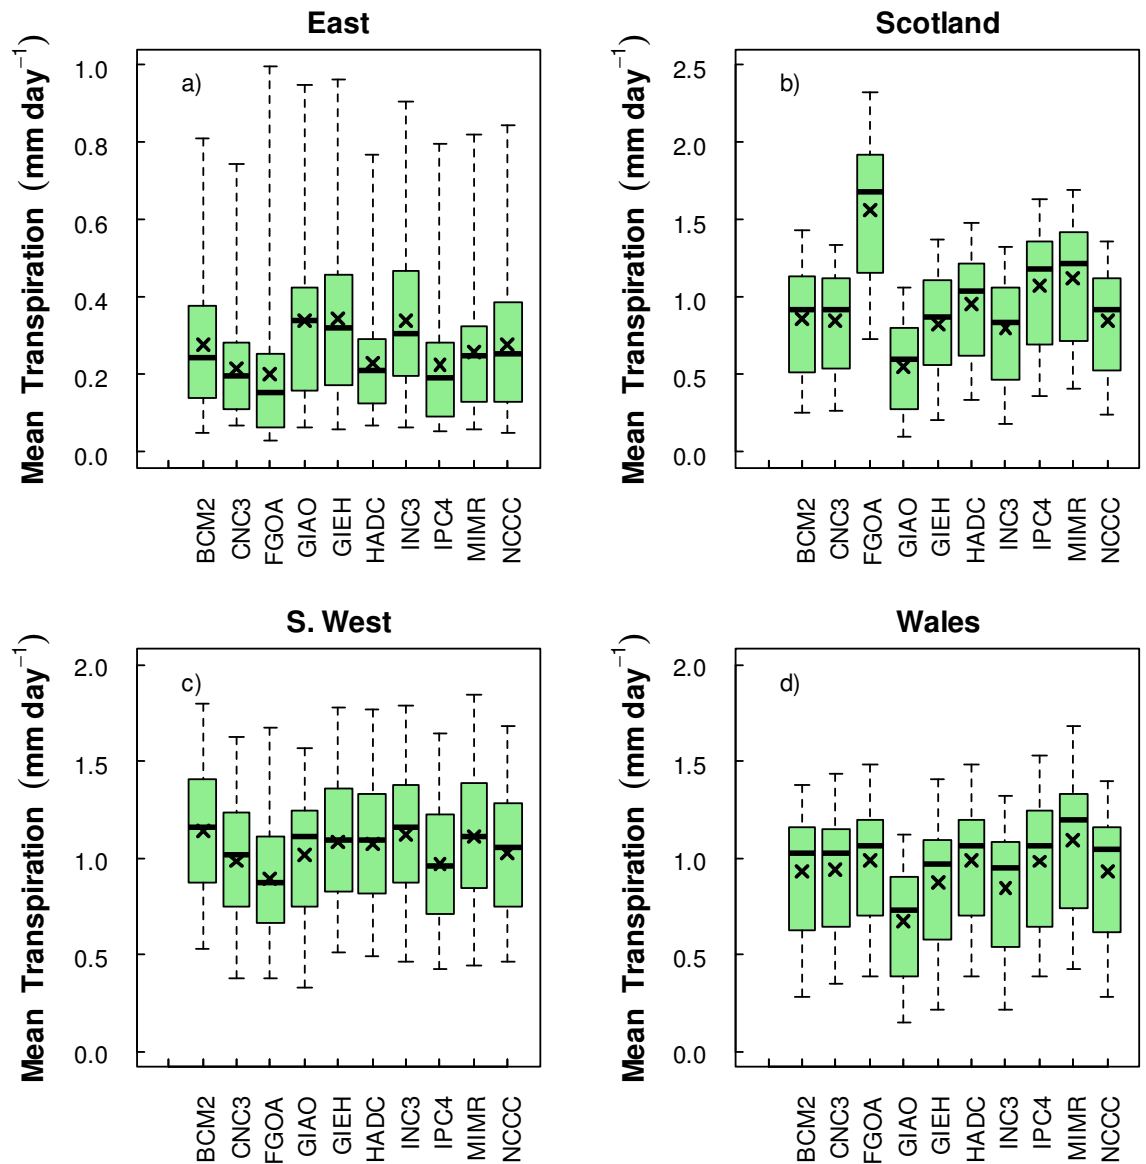 East
Mean Transpiration (mm day−1)
a)
1.0
0.8
0.6
0.4
0.2
0.0
BCM2
CNC3
FGOA
GIAO
GIEH
HADC
INC3
IPC4
MIMR
NCCC
Scotland
Mean Transpiration (mm day−1)
b)
2.5
2.0
1.5
1.0
0.5
0.0
BCM2
CNC3
FGOA
GIAO
GIEH
HADC
INC3
IPC4
MIMR
NCCC
S. West
Mean Transpiration (mm day−1)
c)
2.0
1.5
1.0
0.5
0.0
BCM2
CNC3
FGOA
GIAO
GIEH
HADC
INC3
IPC4
MIMR
NCCC
Wales
Mean Transpiration (mm day−1)
d)
2.0
1.5
1.0
0.5
0.0
BCM2
CNC3
FGOA
GIAO
GIEH
HADC
INC3
IPC4
MIMR
NCCC